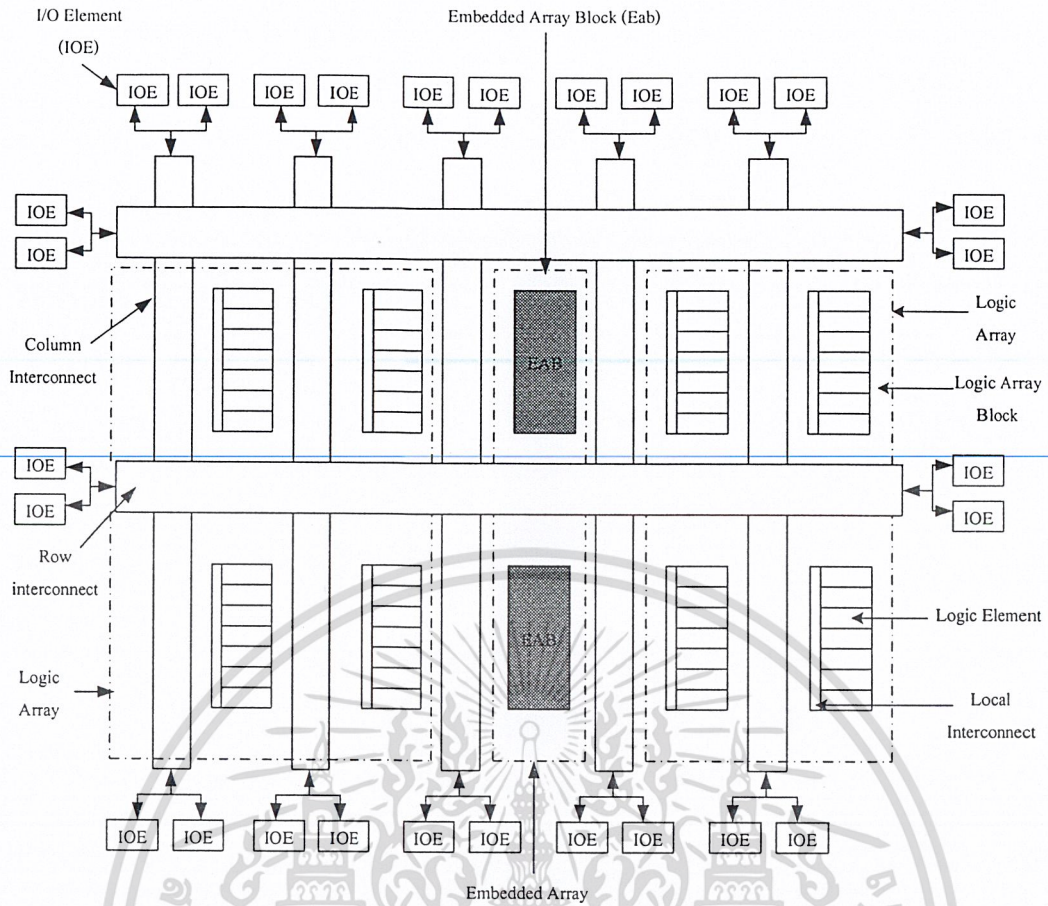 I/O Element
(IOE)
Embedded Array Block (Eab)
IOE IOE IOE IOE IOE IOE IOE IOE IOE IOE
IOE IOE
IOE IOE
Column
Interconnect
EAB
Logic
Array
Logic Array
Block
IOE IOE
IOE IOE
Row
interconnect
EAB
Logic Element
Logic
Array
Local
Interconnect
IOE IOE IOE IOE IOE IOE IOE IOE IOE IOE
Embedded Array